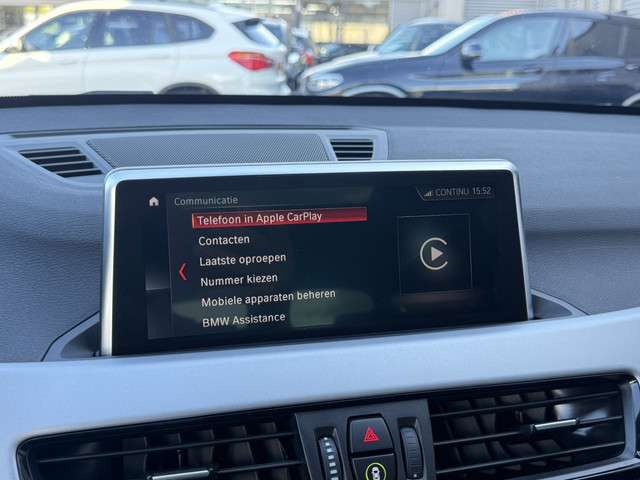 Communicatie
CONTINU 15:52
Telefoon in Apple CarPlay
Contacten
Laatste oproepen
Nummer kiezen
Mobiele apparaten beheren
BMW Assistance